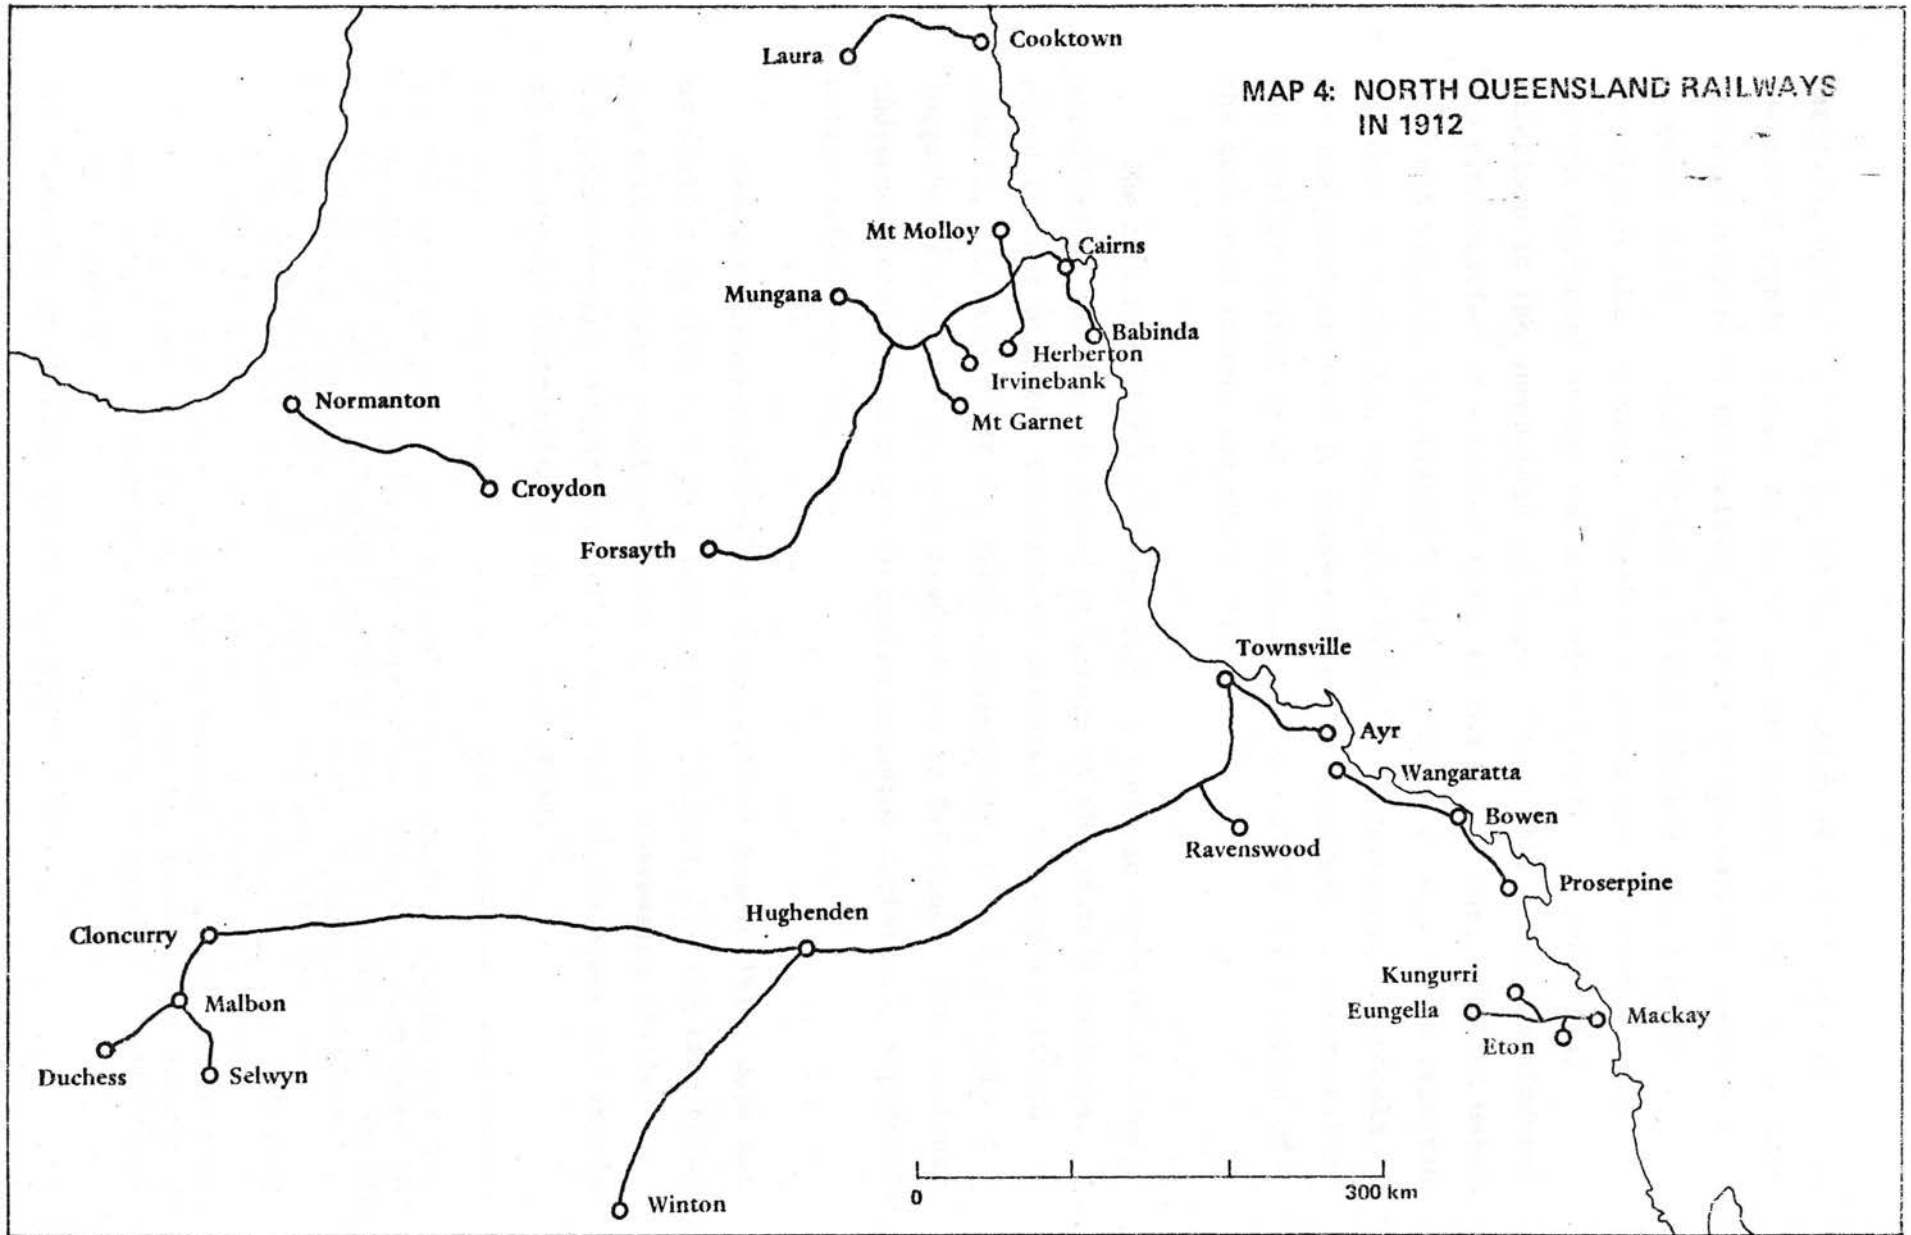 Laura
Cooktown
MAP 4: NORTH QUEENSLAND RAILWAYS
IN 1912
Mt Molloy
Cairns
Mungana
Babinda
Herberton
Irvinebank
Mt Garnet
Normanton
Croydon
Forsayth
Townsville
Ayr
Wangaratta
Bowen
Ravenswood
Proserpine
Hughenden
Cloncurry
Kungurri
Malbon
Eungella
Mackay
Eton
Duchess
Selwyn
Winton
0
300 km